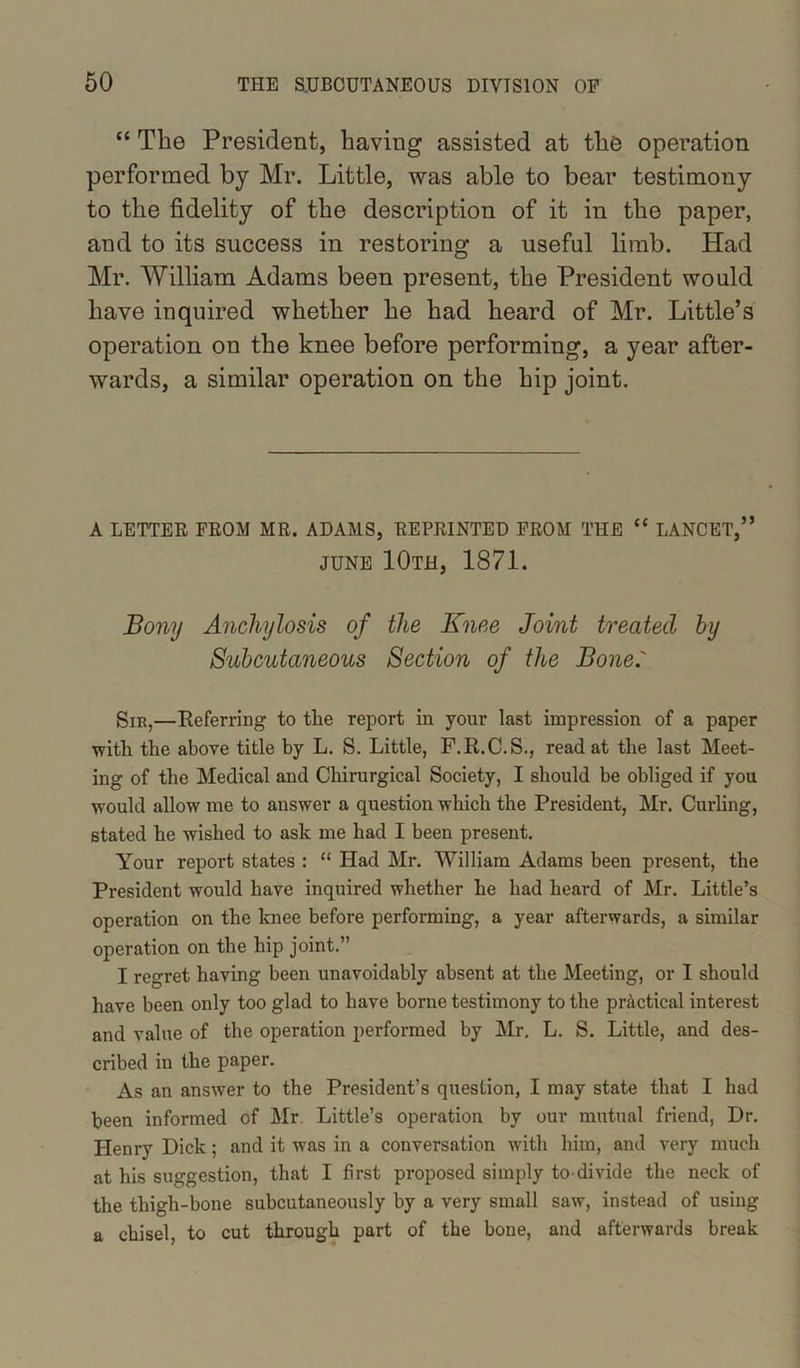 50 THE SUBCUTANEOUS DIVISION OF
“ The President, having assisted at the operation
performed by Mr. Little, was able to bear testimony
to the fidelity of the description of it in the paper,
and to its success in restoring a useful limb. Had
Mr. William Adams been present, the President would
have inquired whether he had heard of Mr. Little’s
operation on the knee before performing, a year after-
wards, a similar operation on the hip joint.
A LETTER FROM MR. ADAMS, REPRINTED FROM THE “ LANCET,”
JUNE 10TH, 1871.
Bony Anchylosis of the Knee Joint treated by
Subcutaneous Section of the Bone.
SIR,—Referring to the report in your last impression of a paper
with the above title by L. S. Little, F.R.C.S., read at the last Meet-
ing of the Medical and Chirurgical Society, I should be obliged if you
would allow me to answer a question which the President, Mr. Curling,
stated he wished to ask me had I been present.
Your report states : “ Had Mr. William Adams been present, the
President would have inquired whether he had heard of Mr. Little’s
operation on the knee before performing, a year afterwards, a similar
operation on the hip joint.”
I regret having been unavoidably absent at the Meeting, or I should
have been only too glad to have borne testimony to the practical interest
and value of the operation performed by Mr. L. S. Little, and des-
cribed in the paper.
As an answer to the President’s question, I may state that I had
been informed of Mr. Little’s operation by our mutual friend, Dr.
Henry Dick ; and it was in a conversation with him, and very much
at his suggestion, that I first proposed simply to divide the neck of
the thigh-bone subcutaneously by a very small saw, instead of using
a chisel, to cut through part of the bone, and afterwards break